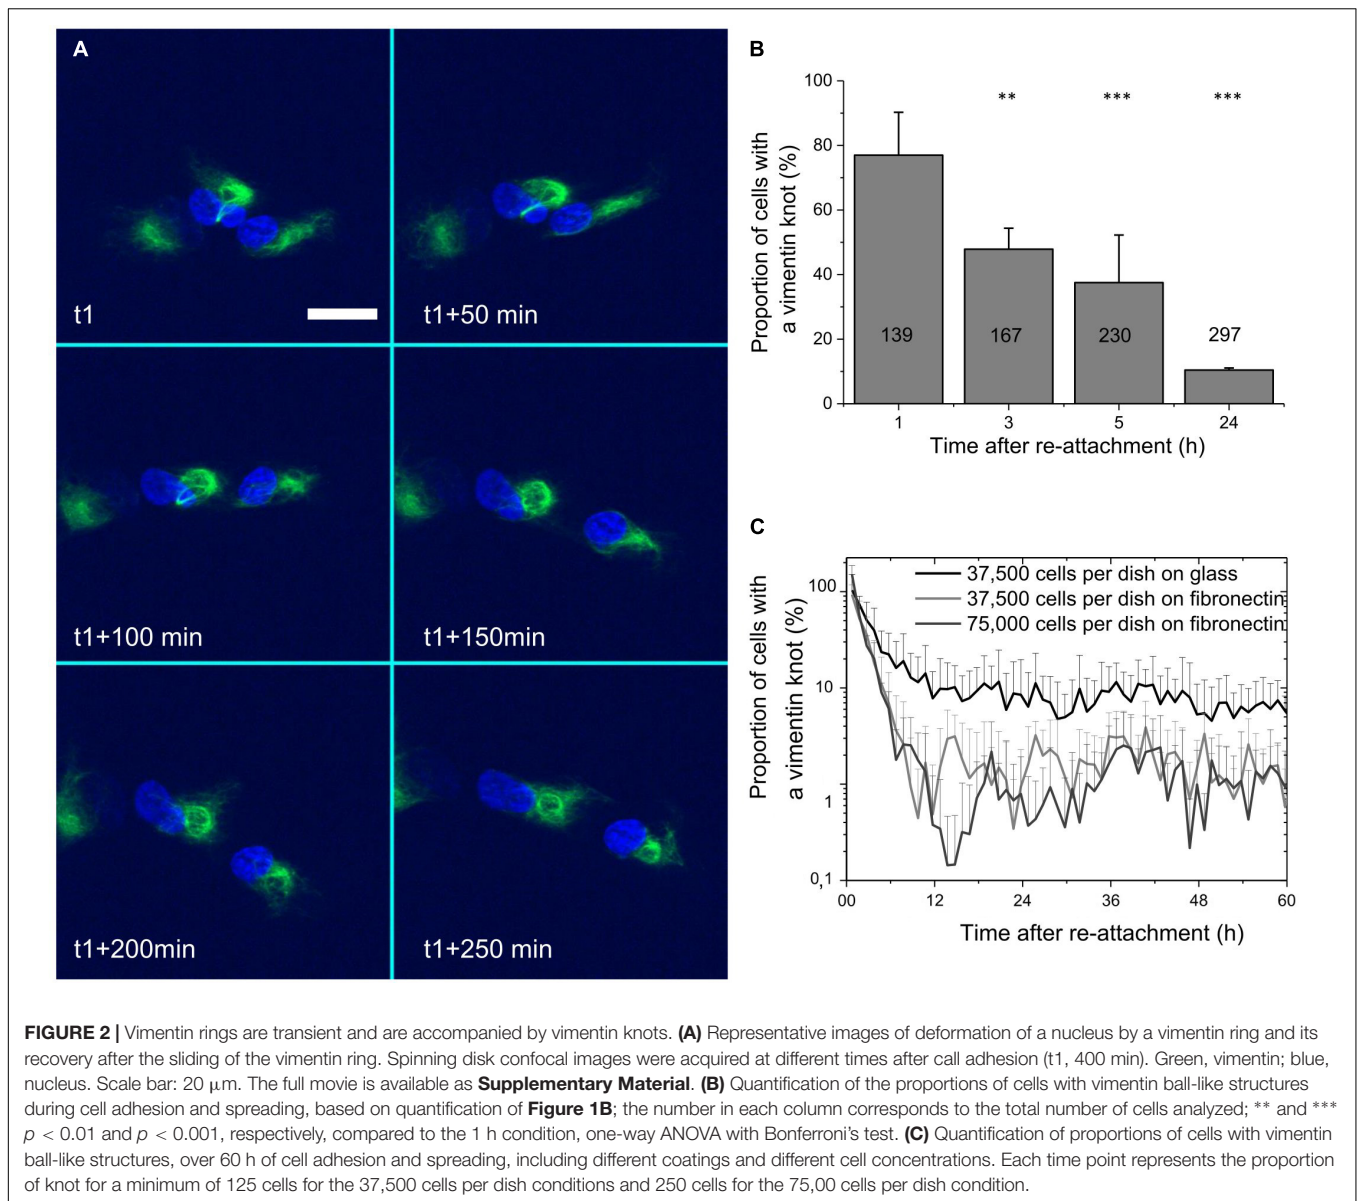 A
t1
t1+50 min
t1+100 min
t1+150min
t1+200min
t1+250 min
B
Proportion of cells with
a vimentin knot (%)
100
80
60
40
20
0
** *** ***
139 167 230 297
1 3 5 24
Time after re-attachment (h)
C
Proportion of cells with
a vimentin knot (%)
100
10
1
0,1
37,500 cells per dish on glass
37,500 cells per dish on fibronectin
75,000 cells per dish on fibronectin
00 12 24 36 48 60
Time after re-attachment (h)
FIGURE 2 | Vimentin rings are transient and are accompanied by vimentin knots. (A) Representative images of deformation of a nucleus by a vimentin ring and its
recovery after the sliding of the vimentin ring. Spinning disk confocal images were acquired at different times after call adhesion (t1, 400 min). Green, vimentin; blue,
nucleus. Scale bar: 20 μm. The full movie is available as Supplementary Material. (B) Quantification of the proportions of cells with vimentin ball-like structures
during cell adhesion and spreading, based on quantification of Figure 1B; the number in each column corresponds to the total number of cells analyzed; ** and ***
p < 0.01 and p < 0.001, respectively, compared to the 1 h condition, one-way ANOVA with Bonferroni's test. (C) Quantification of proportions of cells with vimentin
ball-like structures, over 60 h of cell adhesion and spreading, including different coatings and different cell concentrations. Each time point represents the proportion
of knot for a minimum of 125 cells for the 37,500 cells per dish conditions and 250 cells for the 75,00 cells per dish condition.